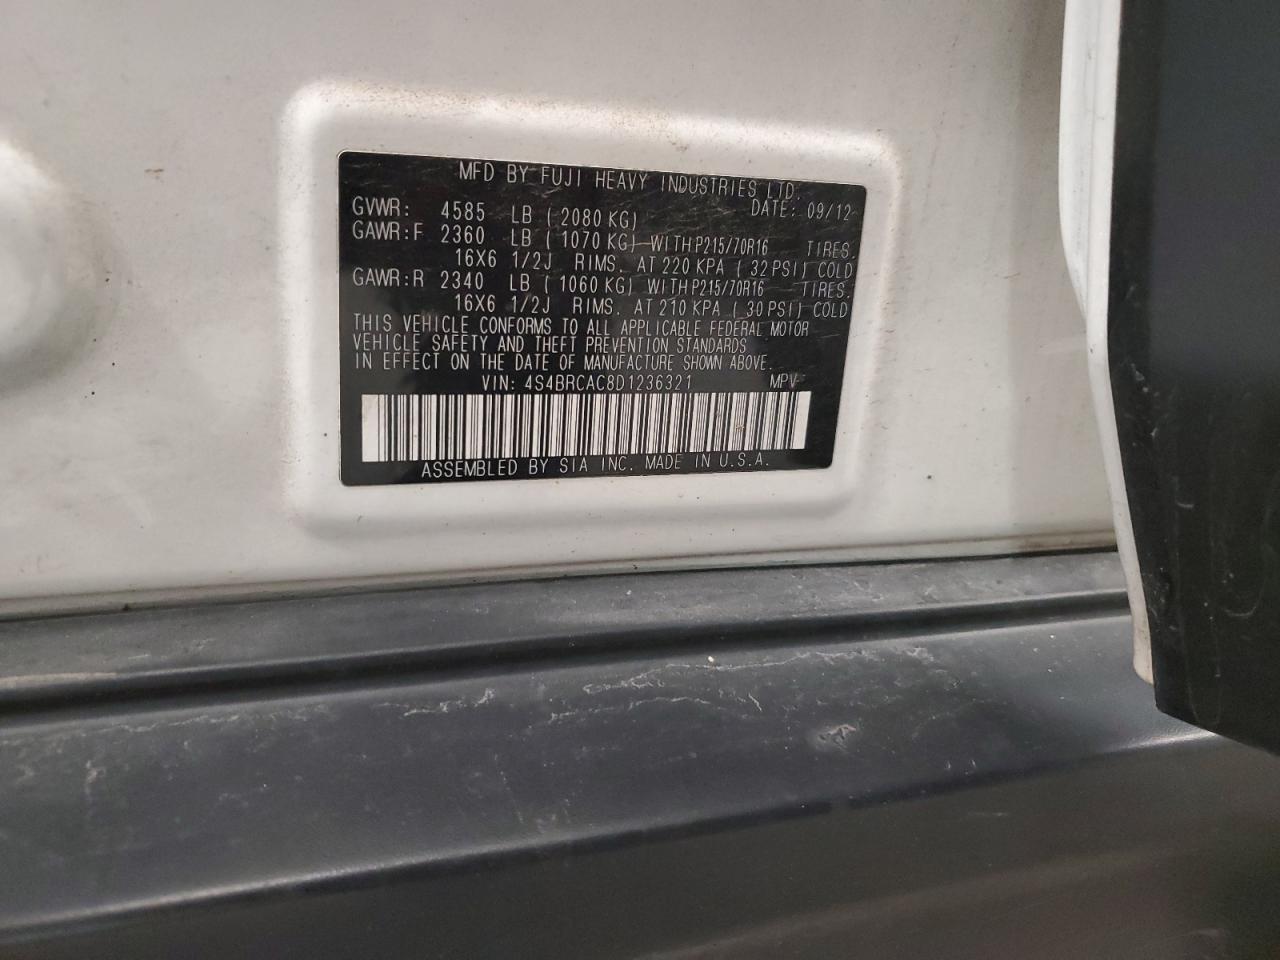 MFD BY FUJI HEAVY INDUSTRIES LTD.
DATE: 09/12
GVWR: 4585 LB ( 2080 KG)
GAWR:F 2360 LB ( 1070 KG) WITH P215/70R16 TIRES.
16X6 1/2J RIMS. AT 220 KPA ( 32 PSI) COLD
GAWR:R 2340 LB ( 1060 KG) WITH P215/70R16 TIRES.
16X6 1/2J RIMS. AT 210 KPA ( 30 PSI) COLD
THIS VEHICLE CONFORMS TO ALL APPLICABLE FEDERAL MOTOR
VEHICLE SAFETY AND THEFT PREVENTION STANDARDS
IN EFFECT ON THE DATE OF MANUFACTURE SHOWN ABOVE.
VIN: 4S4BRCAC8D1236321 MPV
ASSEMBLED BY SIA INC. MADE IN U.S.A.